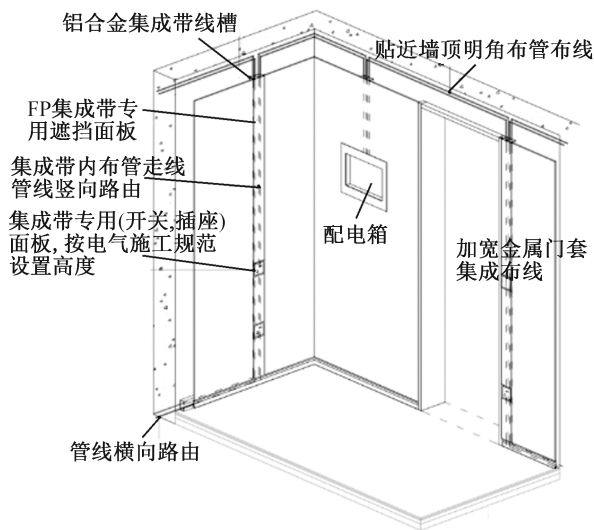 铝合金集成带线槽
贴近墙顶明角布管布线
FP集成带专
用遮挡面板
集成带内布管走线
管线竖向路由
集成带专用(开关,插座)
面板,按电气施工规范
设置高度
配电箱
加宽金属门套
集成布线
管线横向路由